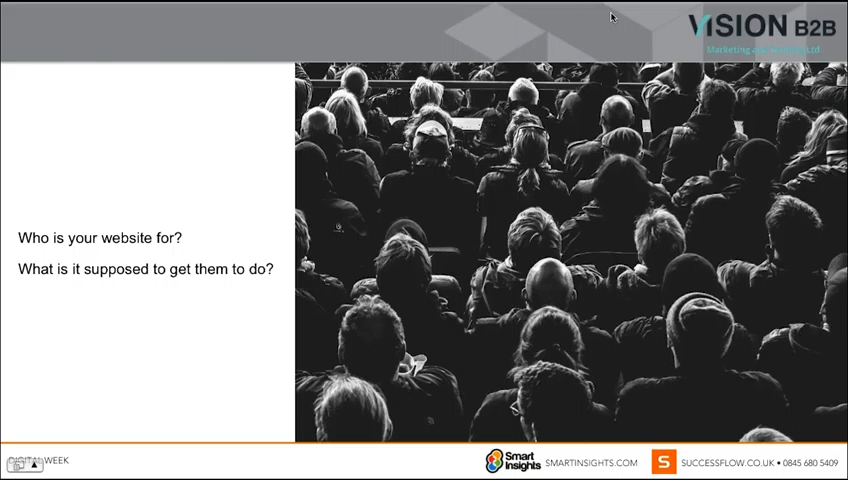 VISION B2B
Marketing and Ltd
Who is your website for?
What is it supposed to get them to do?
DIGITAL WEEK
Smart Insights
SMARTINSIGHTS.COM
S
SUCCESSFLOW.CO.UK • 0845 680 5409